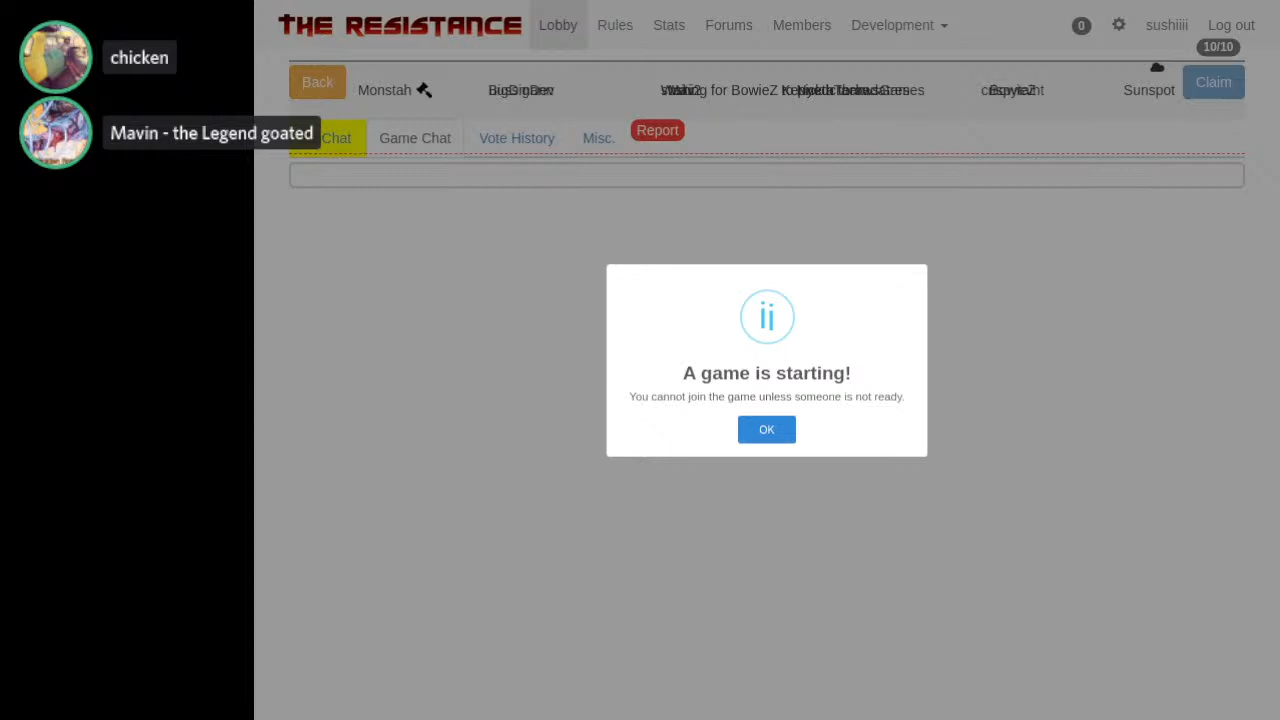 chicken
Mavin - the Legend goated
THE RESISTANCE
Lobby
Rules
Stats
Forums
Members
Development
0
sushiiii
Log out
10/10
Back
Monstah
for BowieZ
Sunspot
Claim
Chat
Game Chat
Vote History
Misc.
Report
A game is starting!
You cannot join the game unless someone is not ready.
OK